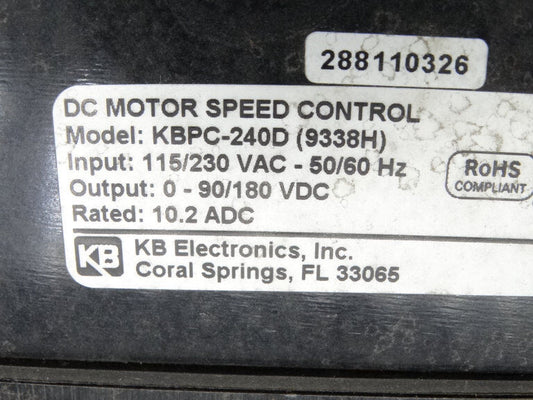 288110326
DC MOTOR SPEED CONTROL
Model: KBPC-240D (9338H)
Input: 115/230 VAC - 50/60 Hz
Output: 0 - 90/180 VDC
Rated: 10.2 ADC
RoHS
COMPLIANT
KB
KB Electronics, Inc.
Coral Springs, FL 33065